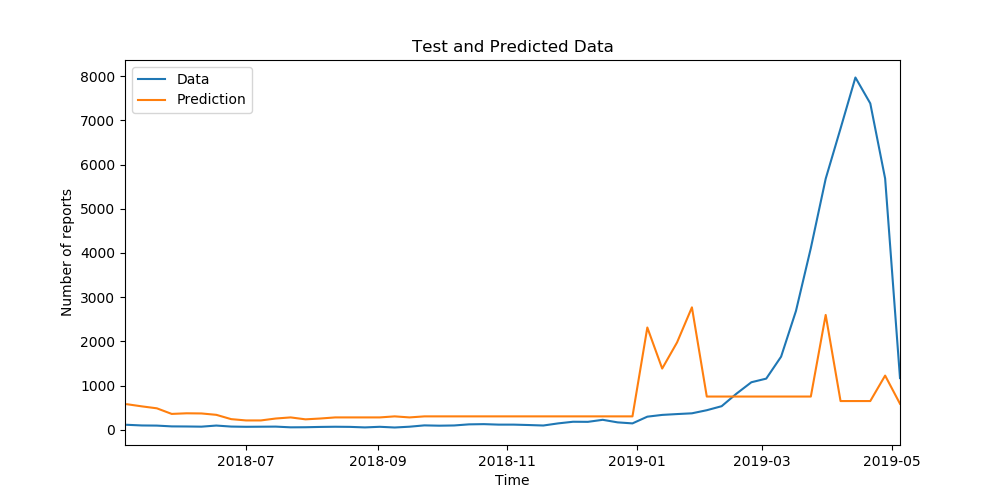 Test and Predicted Data
Data
Prediction
8000
7000
6000
5000
4000
3000
2000
1000
0
Number of reports
2018-07 2018-09 2018-11 2019-01 2019-03 2019-05
Time